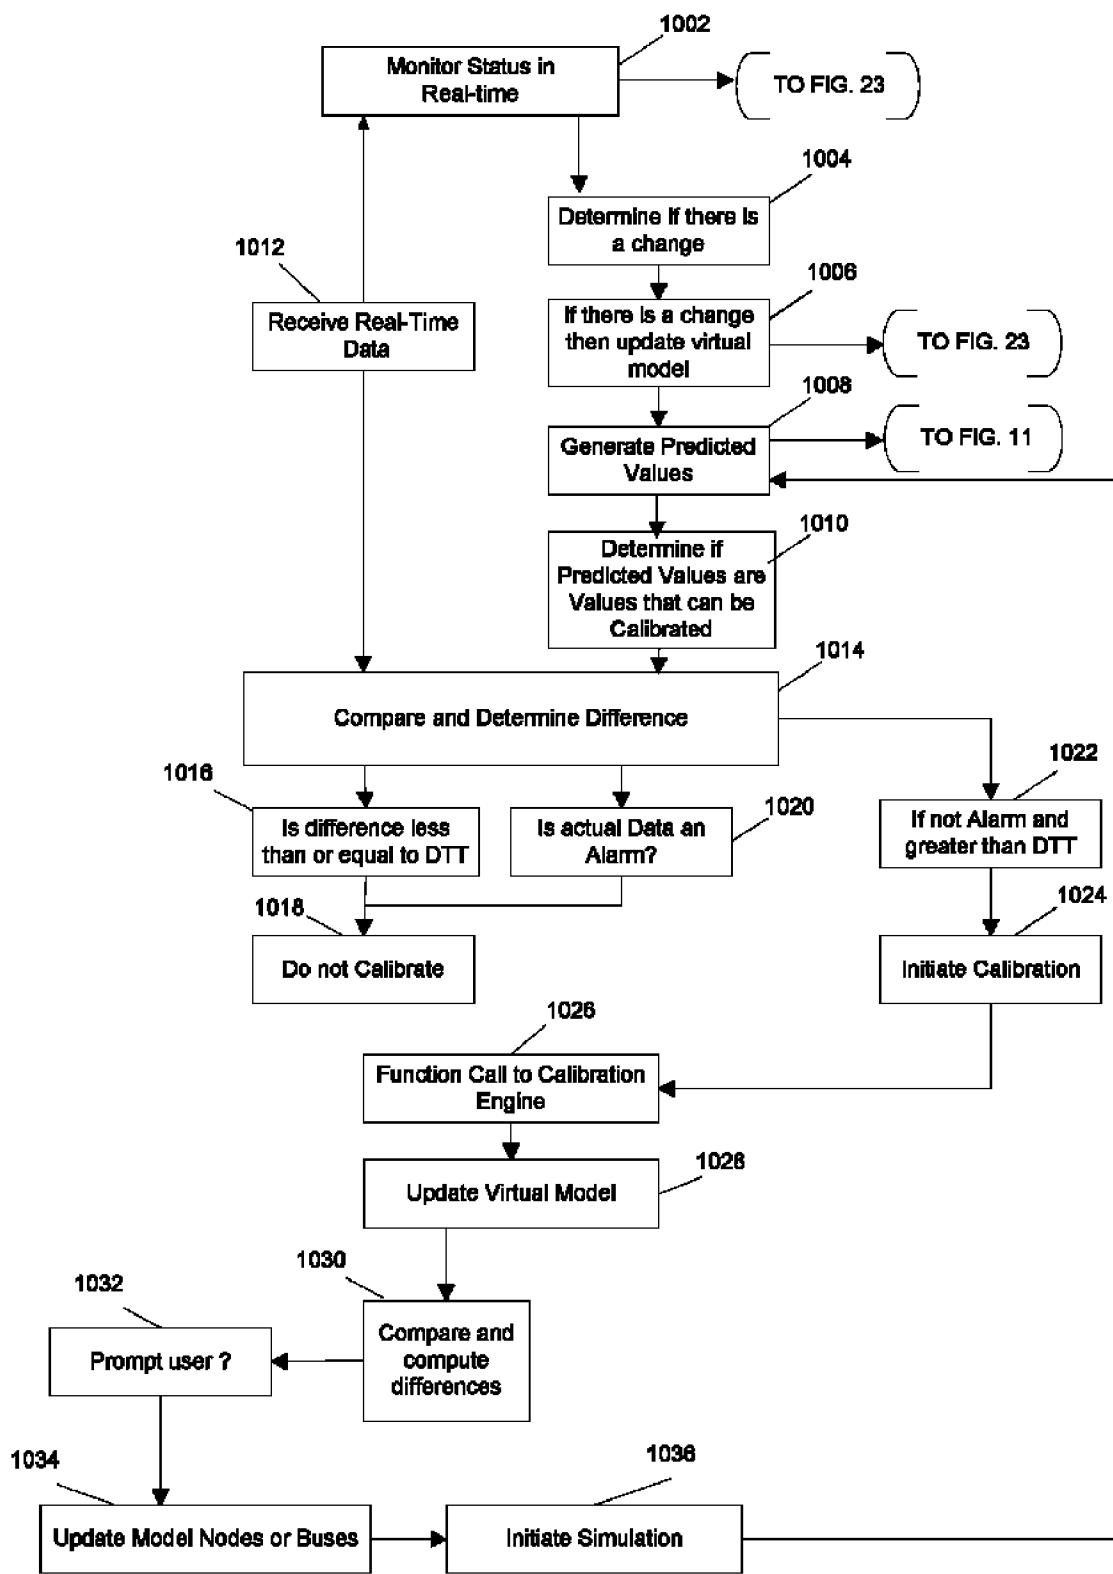 1002
Monitor Status in
Real-time
TO FIG. 23
1004
Determine if there is
a change
1012
Receive Real-Time
Data
1006
If there is a change
then update virtual
model
TO FIG. 23
1008
Generate Predicted
Values
TO FIG. 11
1010
Determine if
Predicted Values are
Values that can be
Calibrated
1014
Compare and Determine Difference
1016
Is difference less
than or equal to DTT
1020
Is actual Data an
Alarm?
1022
If not Alarm and
greater than DTT
1018
Do not Calibrate
1024
Initiate Calibration
1026
Function Call to Calibration
Engine
1028
Update Virtual Model
1030
Compare and
compute
differences
1032
Prompt user ?
1034
Update Model Nodes or Buses
1036
Initiate Simulation